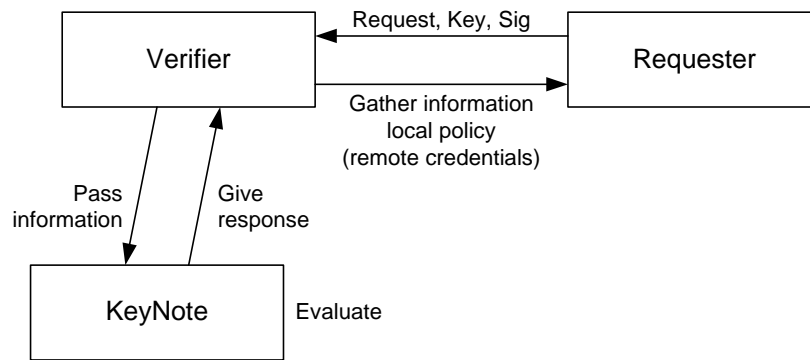 Request, Key, Sig
Verifier
Requester
Gather information
local policy
(remote credentials)
Pass
information
Give
response
KeyNote
Evaluate